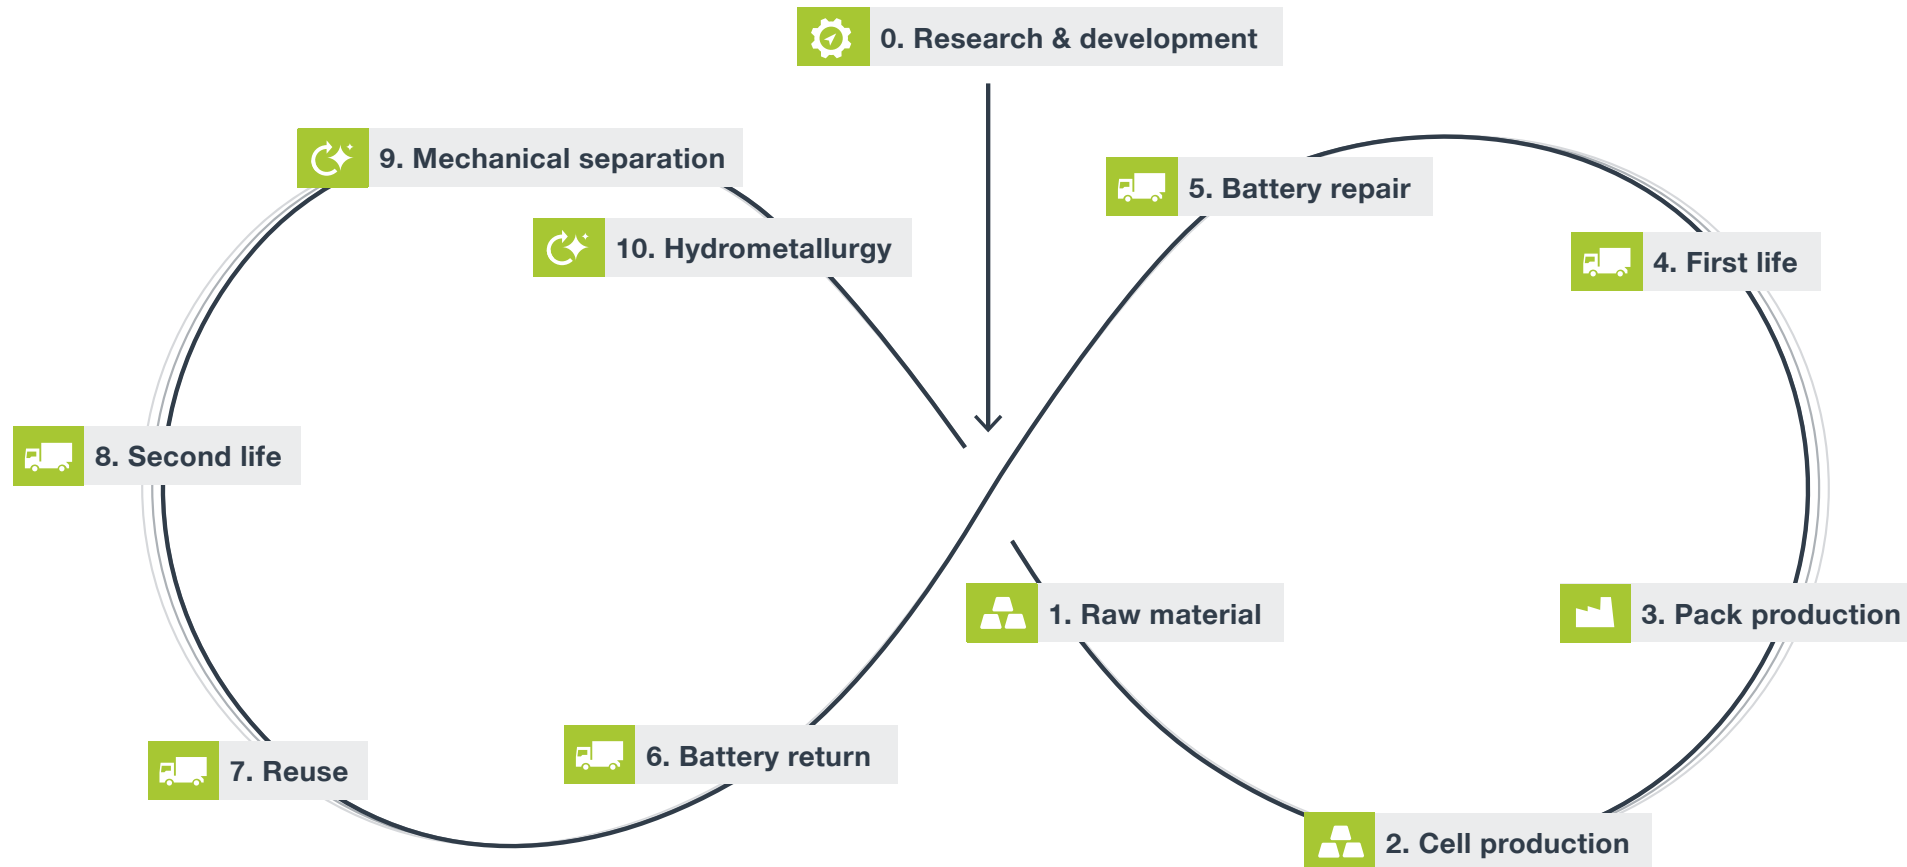 0. Research & development
9. Mechanical separation
5. Battery repair
10. Hydrometallurgy
4. First life
8. Second life
1. Raw material
3. Pack production
6. Battery return
7. Reuse
2. Cell production